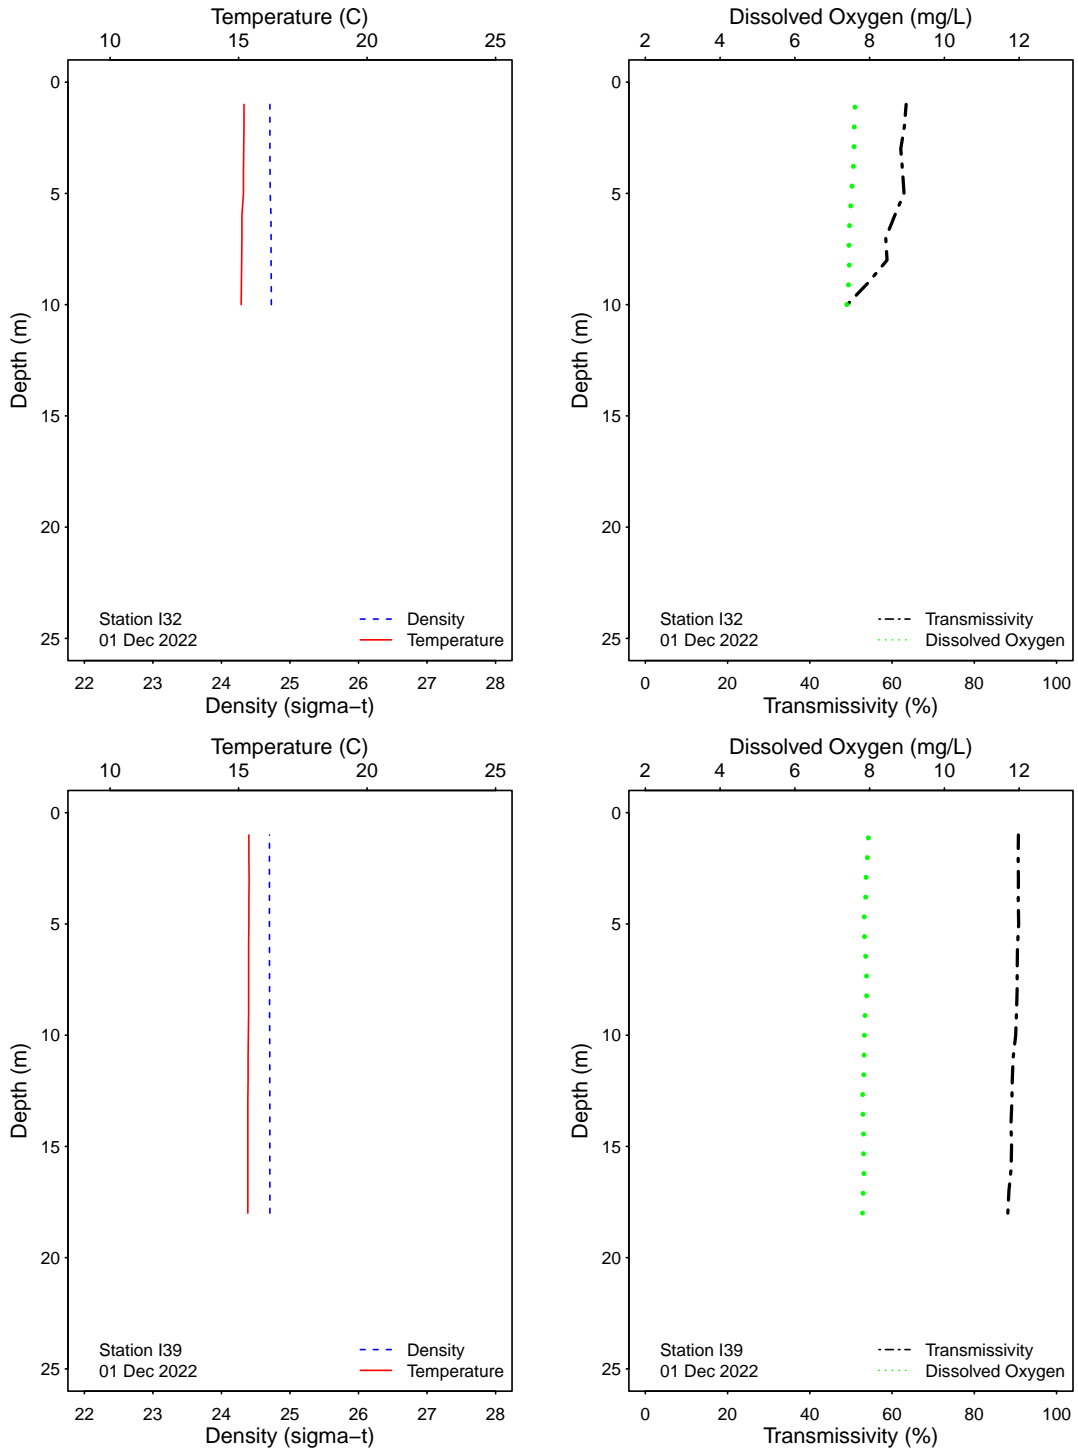 Temperature (C)
10 15 20 25
0
5
10
15
20
25
Depth (m)
Station I32
01 Dec 2022
Density
Temperature
22 23 24 25 26 27 28
Density (sigma−t)
Dissolved Oxygen (mg/L)
2 4 6 8 10 12
0
5
10
15
20
25
Depth (m)
Station I32
01 Dec 2022
Transmissivity
Dissolved Oxygen
0 20 40 60 80 100
Transmissivity (%)
Temperature (C)
10 15 20 25
0
5
10
15
20
25
Depth (m)
Station I39
01 Dec 2022
Density
Temperature
22 23 24 25 26 27 28
Density (sigma−t)
Dissolved Oxygen (mg/L)
2 4 6 8 10 12
0
5
10
15
20
25
Depth (m)
Station I39
01 Dec 2022
Transmissivity
Dissolved Oxygen
0 20 40 60 80 100
Transmissivity (%)